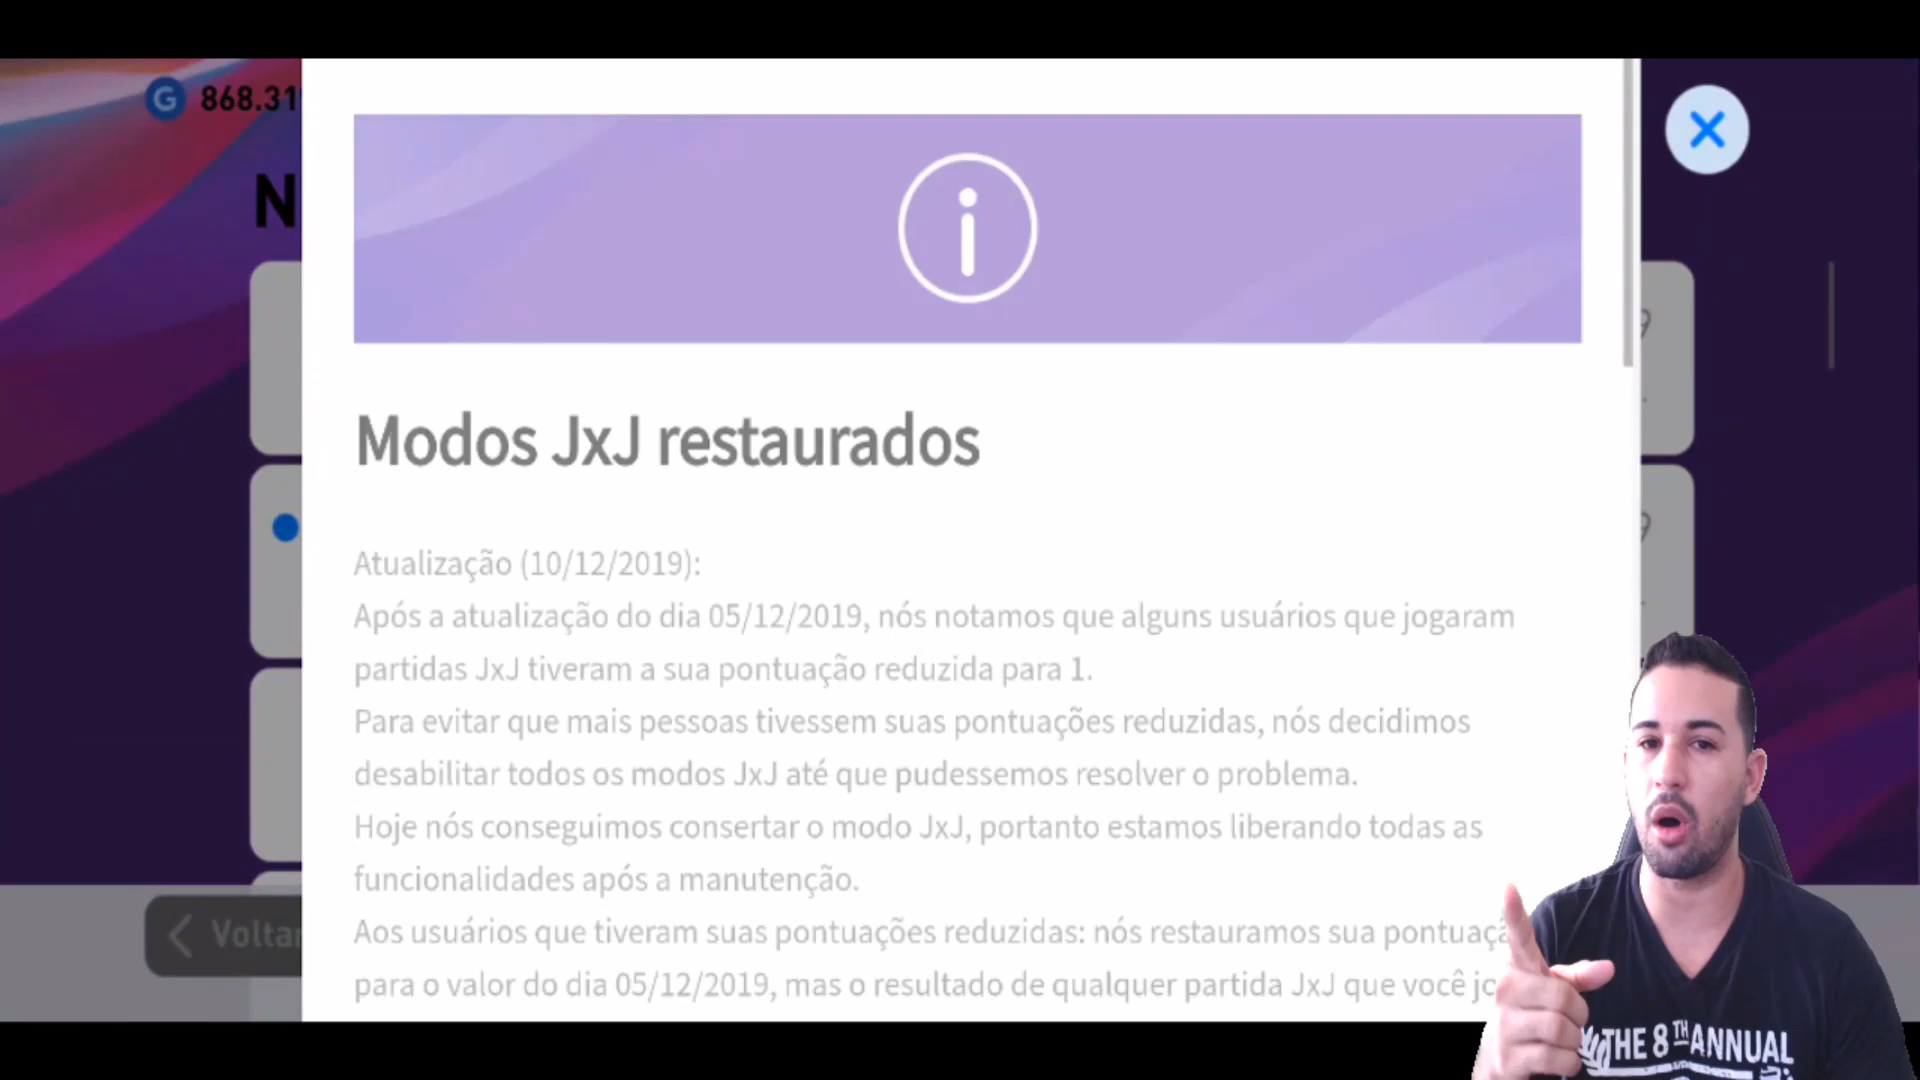 868.31
N
Modos JxJ restaurados
Atualização (10/12/2019):
Após a atualização do dia 05/12/2019, nós notamos que alguns usuários que jogaram
partidas JxJ tiveram a sua pontuação reduzida para 1.
Para evitar que mais pessoas tivessem suas pontuações reduzidas, nós decidimos
desabilitar todos os modos JxJ até que pudessemos resolver o problema.
Hoje nós conseguimos consertar o modo JxJ, portanto estamos liberando todas as
funcionalidades após a manutenção.
Aos usuários que tiveram suas pontuações reduzidas: nós restauramos sua pontuaçã
para o valor do dia 05/12/2019, mas o resultado de qualquer partida JxJ que você jo
Volta
THE 8TH ANNUAL